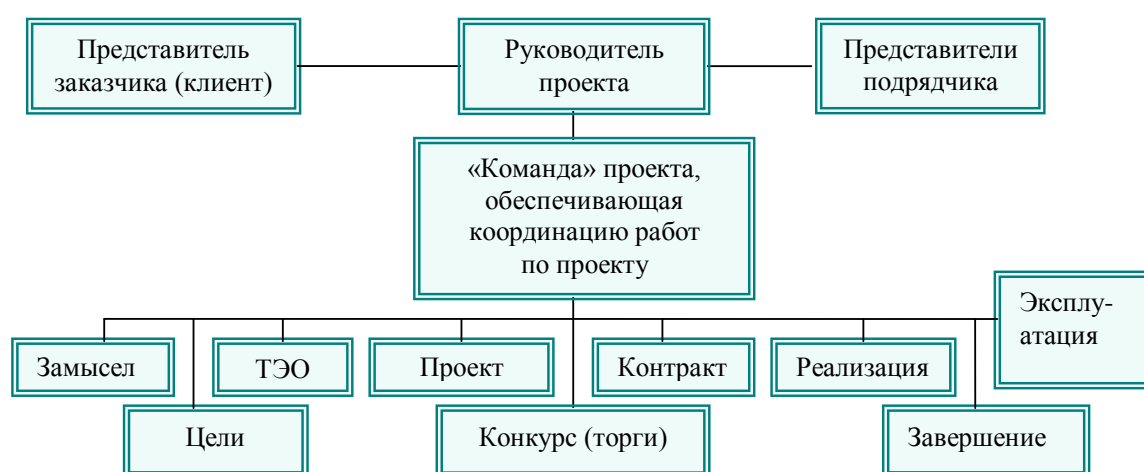 Представитель
заказчика (клиент)
Руководитель
проекта
Представители
подрядчика
«Команда» проекта,
обеспечивающая
координацию работ
по проекту
Эксплу-
атация
Замысел
ТЭО
Проект
Контракт
Реализация
Цели
Конкурс (торги)
Завершение